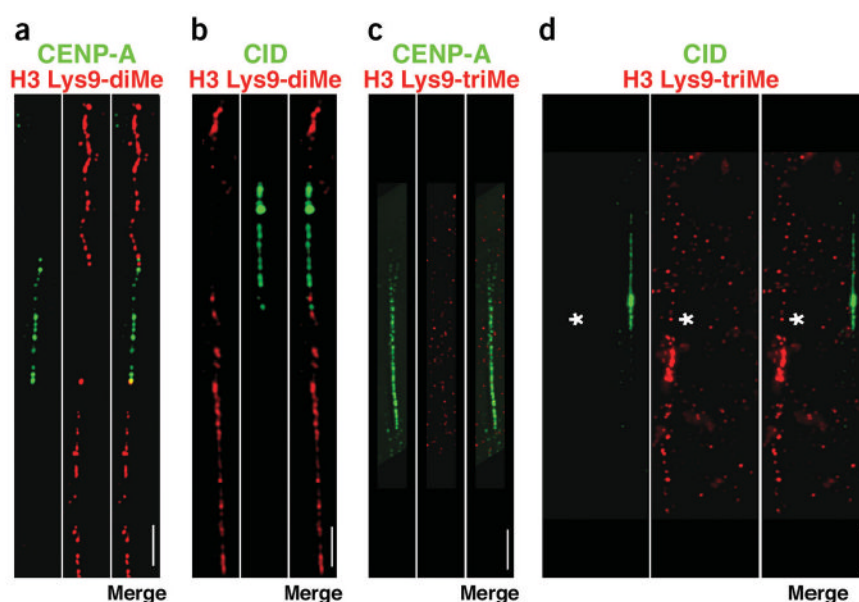 a
CENP-A
H3 Lys9-diMe
Merge
b
CID
H3 Lys9-diMe
Merge
c
CENP-A
H3 Lys9-triMe
Merge
d
CID
H3 Lys9-triMe
* * *
Merge